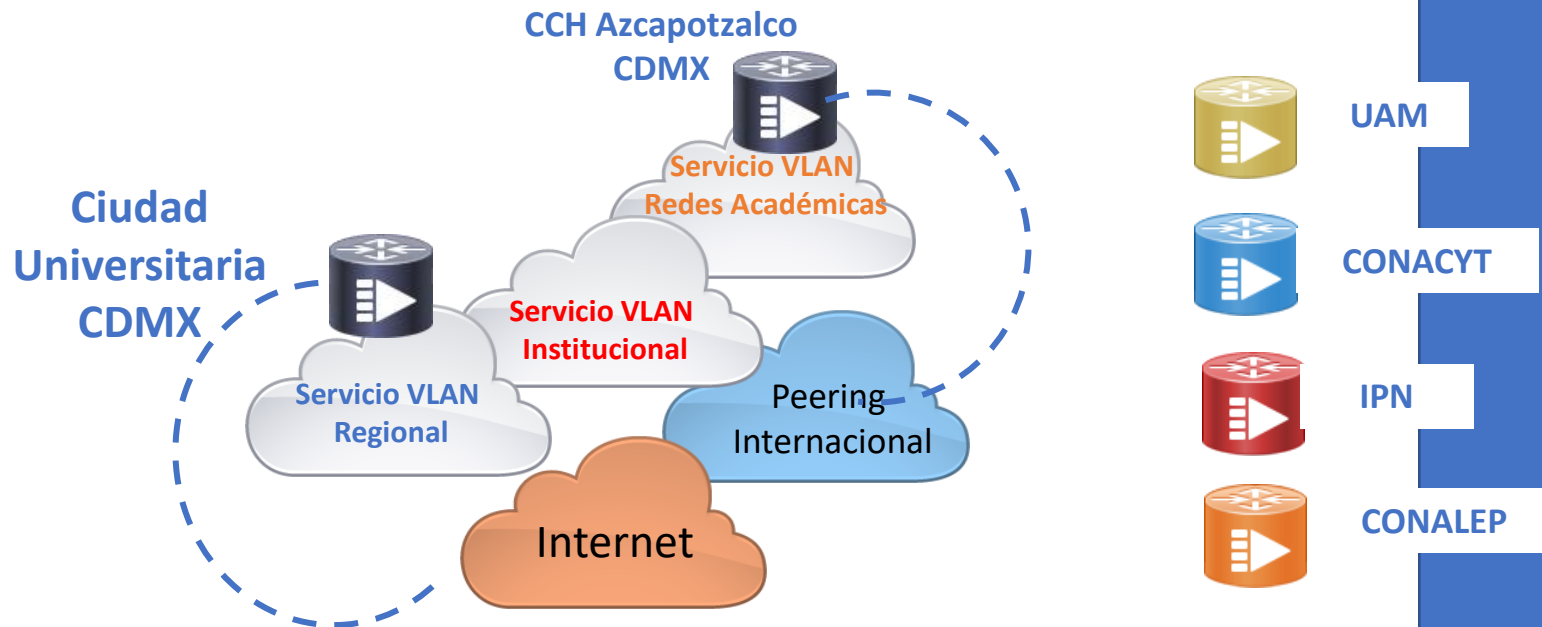 CCH Azcapotzalco
CDMX
Ciudad
Universitaria
CDMX
Servicio VLAN
Redes Académicas
Servicio VLAN
Institucional
Servicio VLAN
Regional
Peering
Internacional
Internet
UAM
CONACYT
IPN
CONALEP